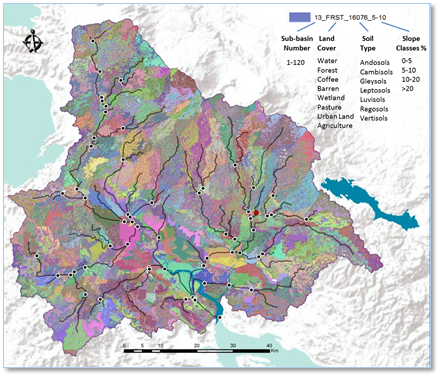 13_FRST_16076_5-10
Sub-basin Number
Land Cover
Soil Type
Slope Classes %
1-120
Water
Forest
Coffee
Barren
Wetland
Pasture
Urban Land
Agriculture
Andosols
Cambisols
Gleysols
Leptosols
Luvisols
Regosols
Vertisols
0-5
5-10
10-20
>20
0 5 10 20 30 40
Km